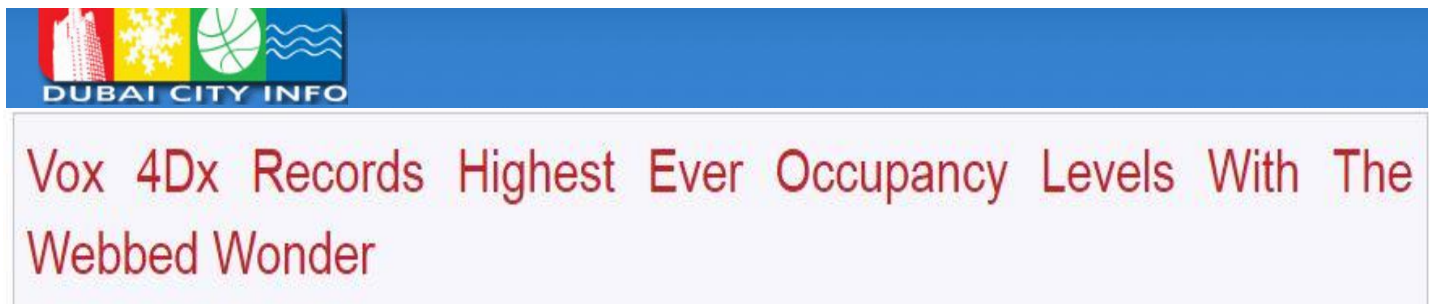 DUBAI CITY INFO
Vox 4Dx Records Highest Ever Occupancy Levels With The
Webbed Wonder